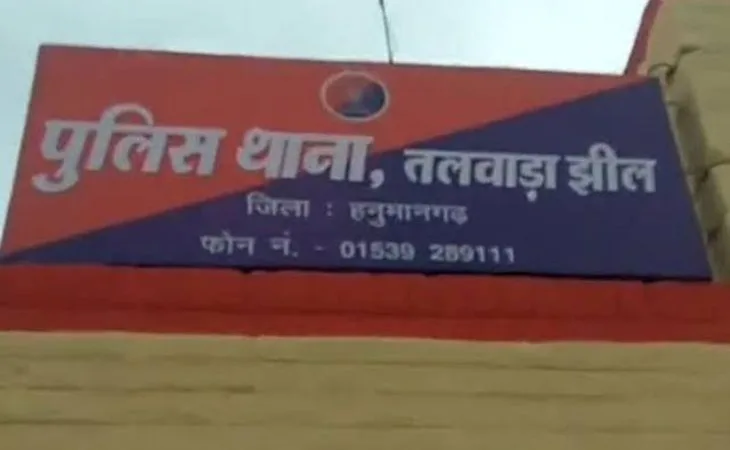 पुलिस थाना, तलवाड़ा झील
जिला : हनुमानगढ़
फोन नं. - 01539 289111